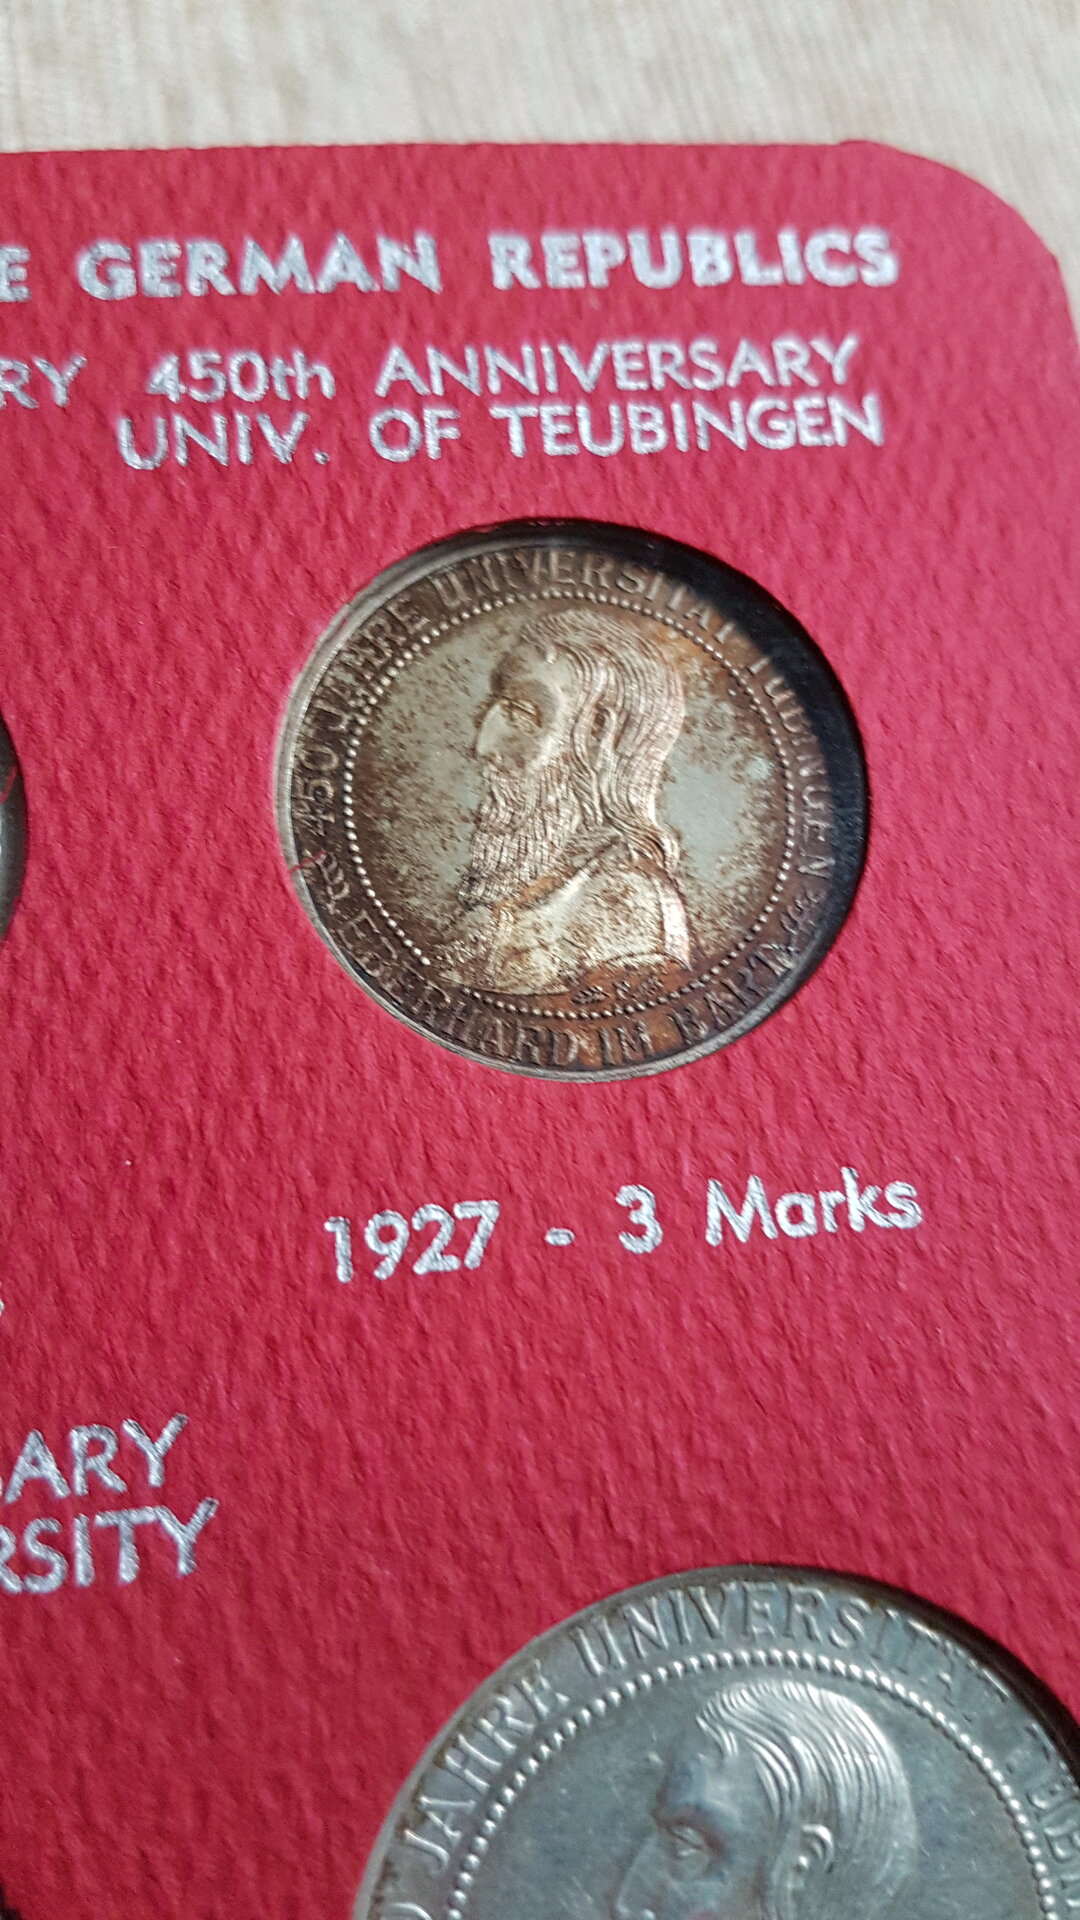 E GERMAN REPUBLICS
RY 450th ANNIVERSARY
UNIV. OF TEUBINGEN
450 JAHRE UNIVERSITAT TUBINGEN
EBERHARD IM BART
1927 - 3 Marks
ARY
RSITY
JAHRE UNIVERSITAT